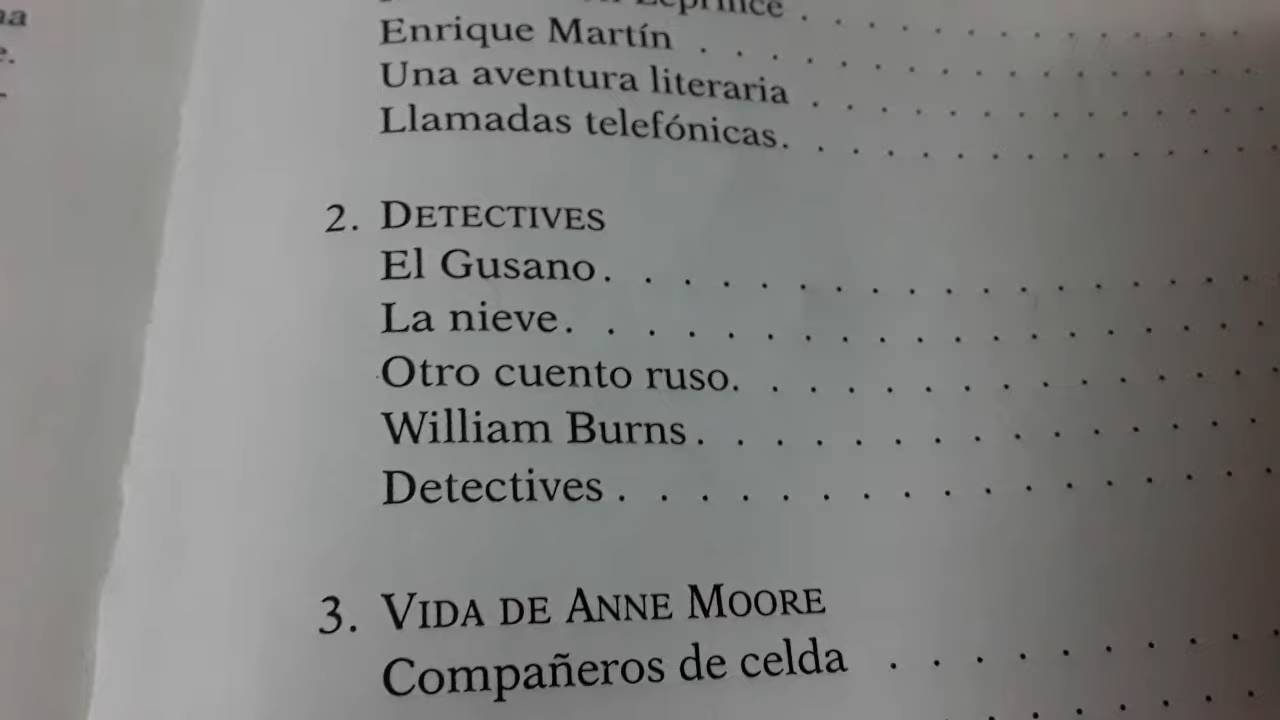 Enrique Martín . . . . . . . . . . . . . . .
Una aventura literaria . . . . . . . . . . . .
Llamadas telefónicas. . . . . . . . . . . . . .
2. DETECTIVES
El Gusano. . . . . . . . . . . . . . . . . .
La nieve. . . . . . . . . . . . . . . . . . .
Otro cuento ruso. . . . . . . . . . . . . . .
William Burns . . . . . . . . . . . . . . .
Detectives . . . . . . . . . . . . . . . .
3. VIDA DE ANNE MOORE
Compañeros de celda . . . . . . . . . .